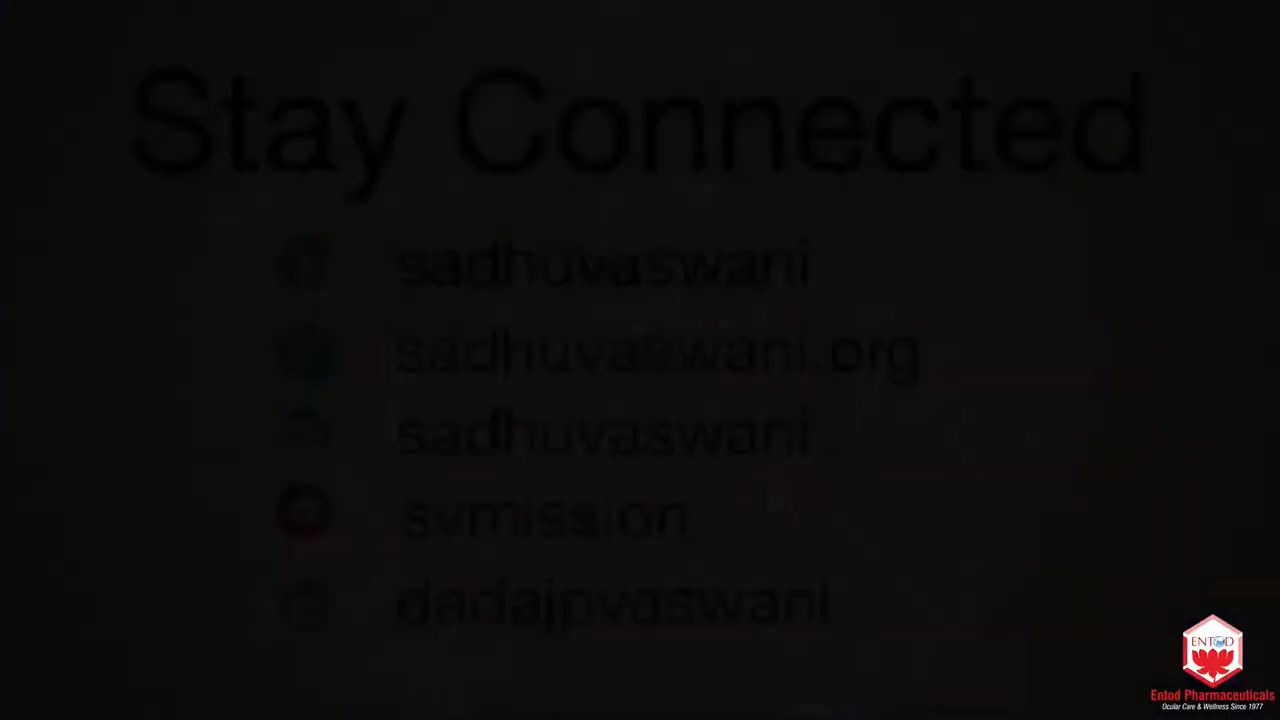 Stay Connected
sadhuvaswani
sadhuvaswani.org
sadhuvaswani
svmission
dadajpvaswani
ENTOD
Entod Pharmaceuticals
Ocular Care & Wellness Since 1977